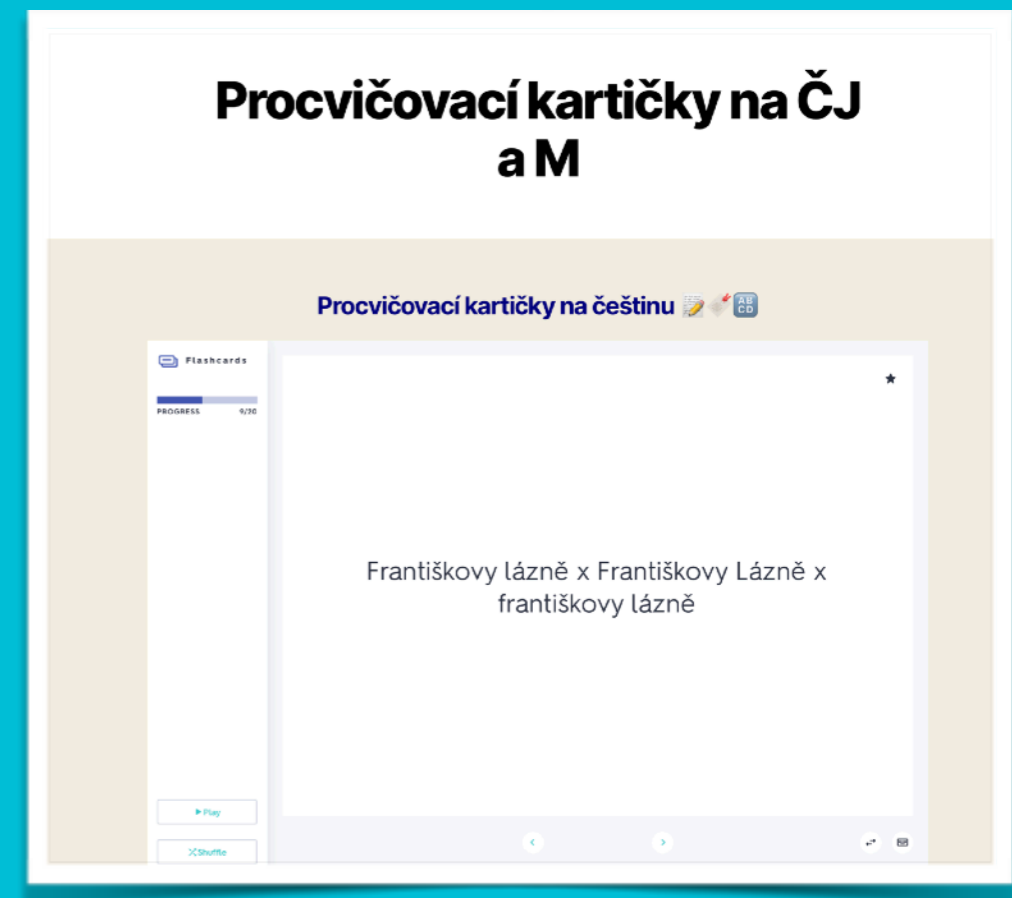 Procvičovací kartičky na ČJ
a M
Procvičovací kartičky na češtinu
Flashcards
PROGRESS 9/20
Františkovy lázně x Františkovy Lázně x
františkovy lázně
Play
Shuffle